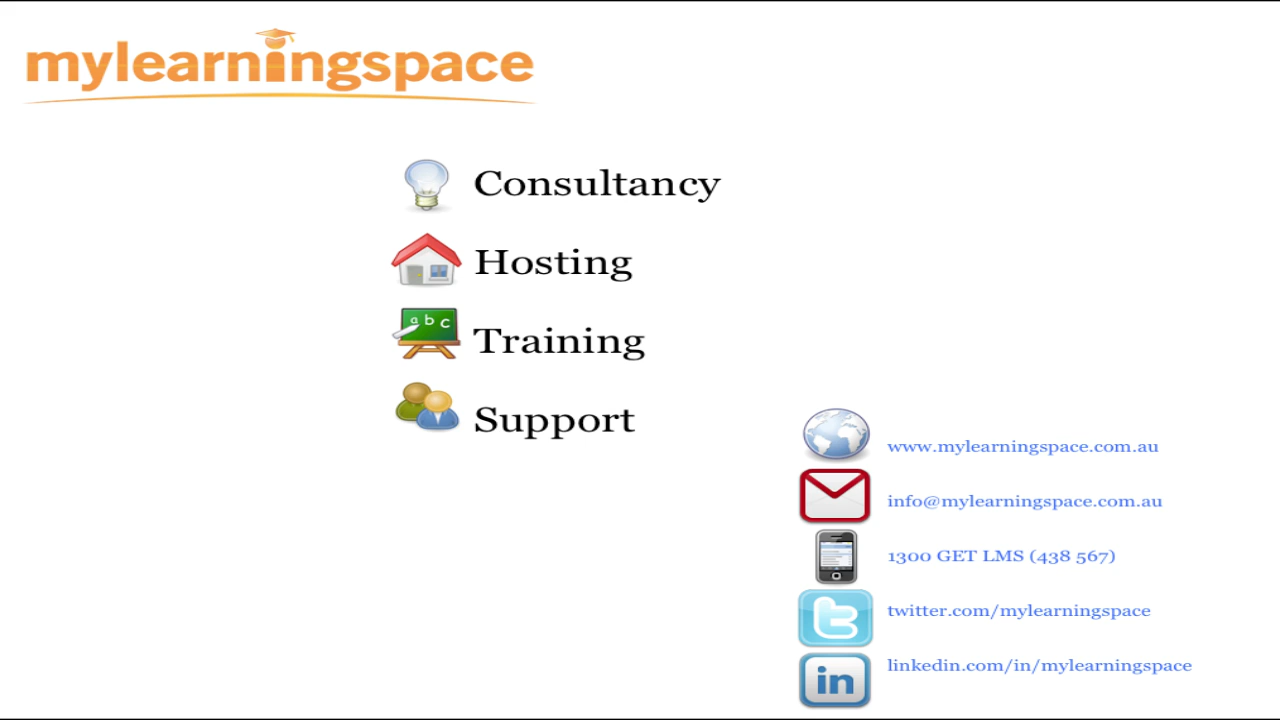 mylearningspace
Consultancy
Hosting
a b c
Training
Support
www.mylearningspace.com.au
info@mylearningspace.com.au
1300 GET LMS (438 567)
t
twitter.com/mylearningspace
in
linkedin.com/in/mylearningspace